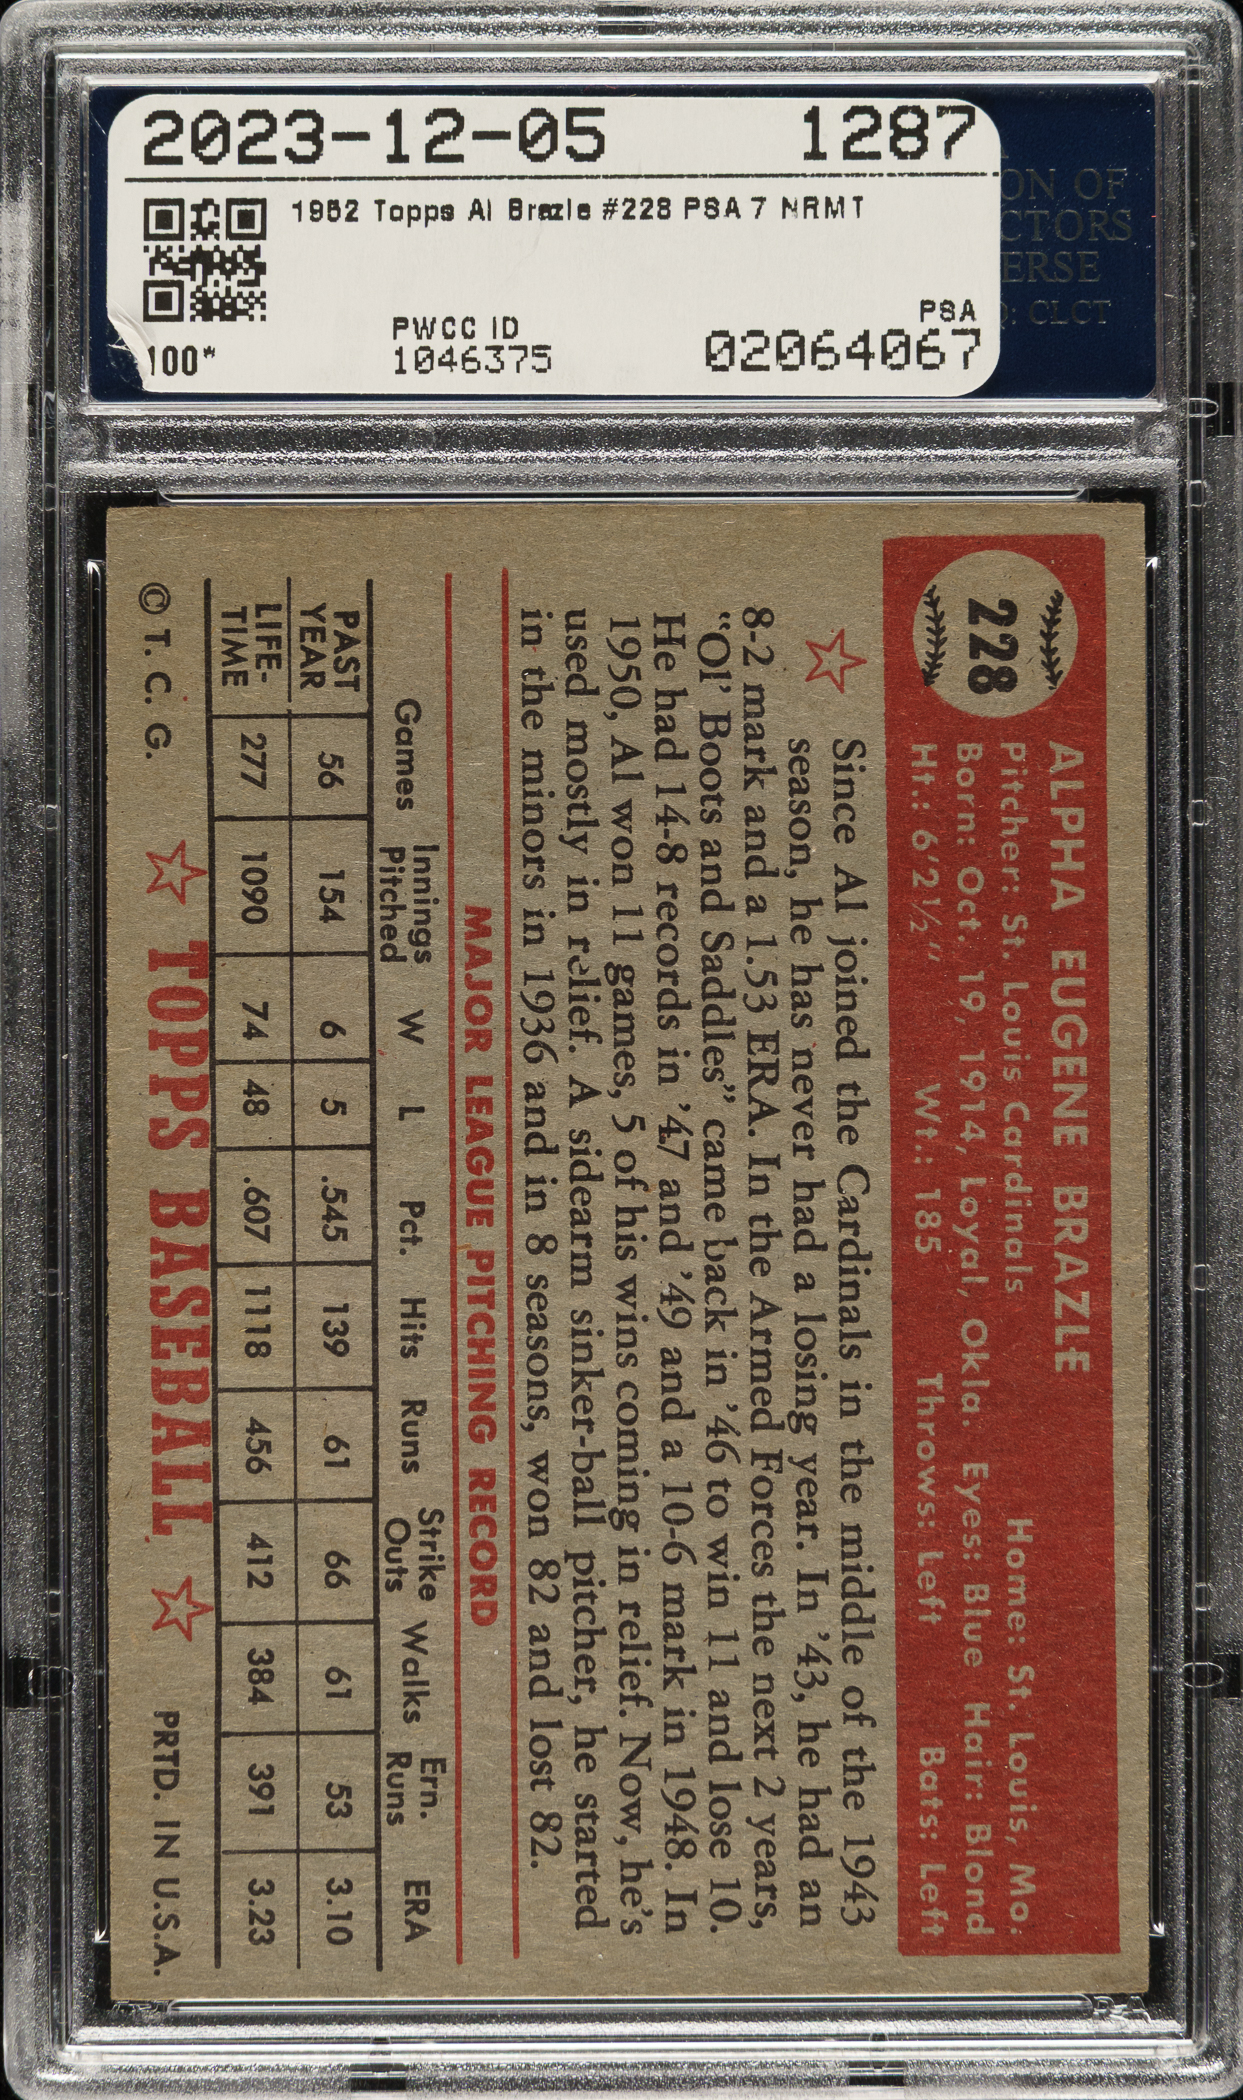 2023-12-05 1287
1952 Topps Al Brazle #228 PSA 7 NRMT
PWCC ID
1046375
PSA
02064067
100*
ON OF
CTORS
ERSE
: CLCT
228
ALPHA EUGENE BRAZLE
Pitcher: St. Louis Cardinals Home: St. Louis, Mo.
Born: Oct. 19, 1914, Loyal, Okla. Eyes: Blue Hair: Blond
Ht.: 6'2½" Wt.: 185 Throws: Left Bats: Left
Since Al joined the Cardinals in the middle of the 1943
season, he has never had a losing year. In '43, he had an
8-2 mark and a 1.53 ERA. In the Armed Forces the next 2 years,
"Ol' Boots and Saddles" came back in '46 to win 11 and lose 10.
He had 14-8 records in '47 and '49 and a 10-6 mark in 1948. In
1950, Al won 11 games, 5 of his wins coming in relief. Now, he's
used mostly in relief. A sidearm sinker-ball pitcher, he started
in the minors in 1936 and in 8 seasons, won 82 and lost 82.
MAJOR LEAGUE PITCHING RECORD
Games Innings Pitched W L Pct. Hits Runs Strike Outs Walks Ern. Runs ERA
PAST YEAR 56 154 6 5 .545 139 61 66 61 53 3.10
LIFE-TIME 277 1090 74 48 .607 1118 456 412 384 391 3.23
© T. C. G. TOPPS BASEBALL PRTD. IN U.S.A.